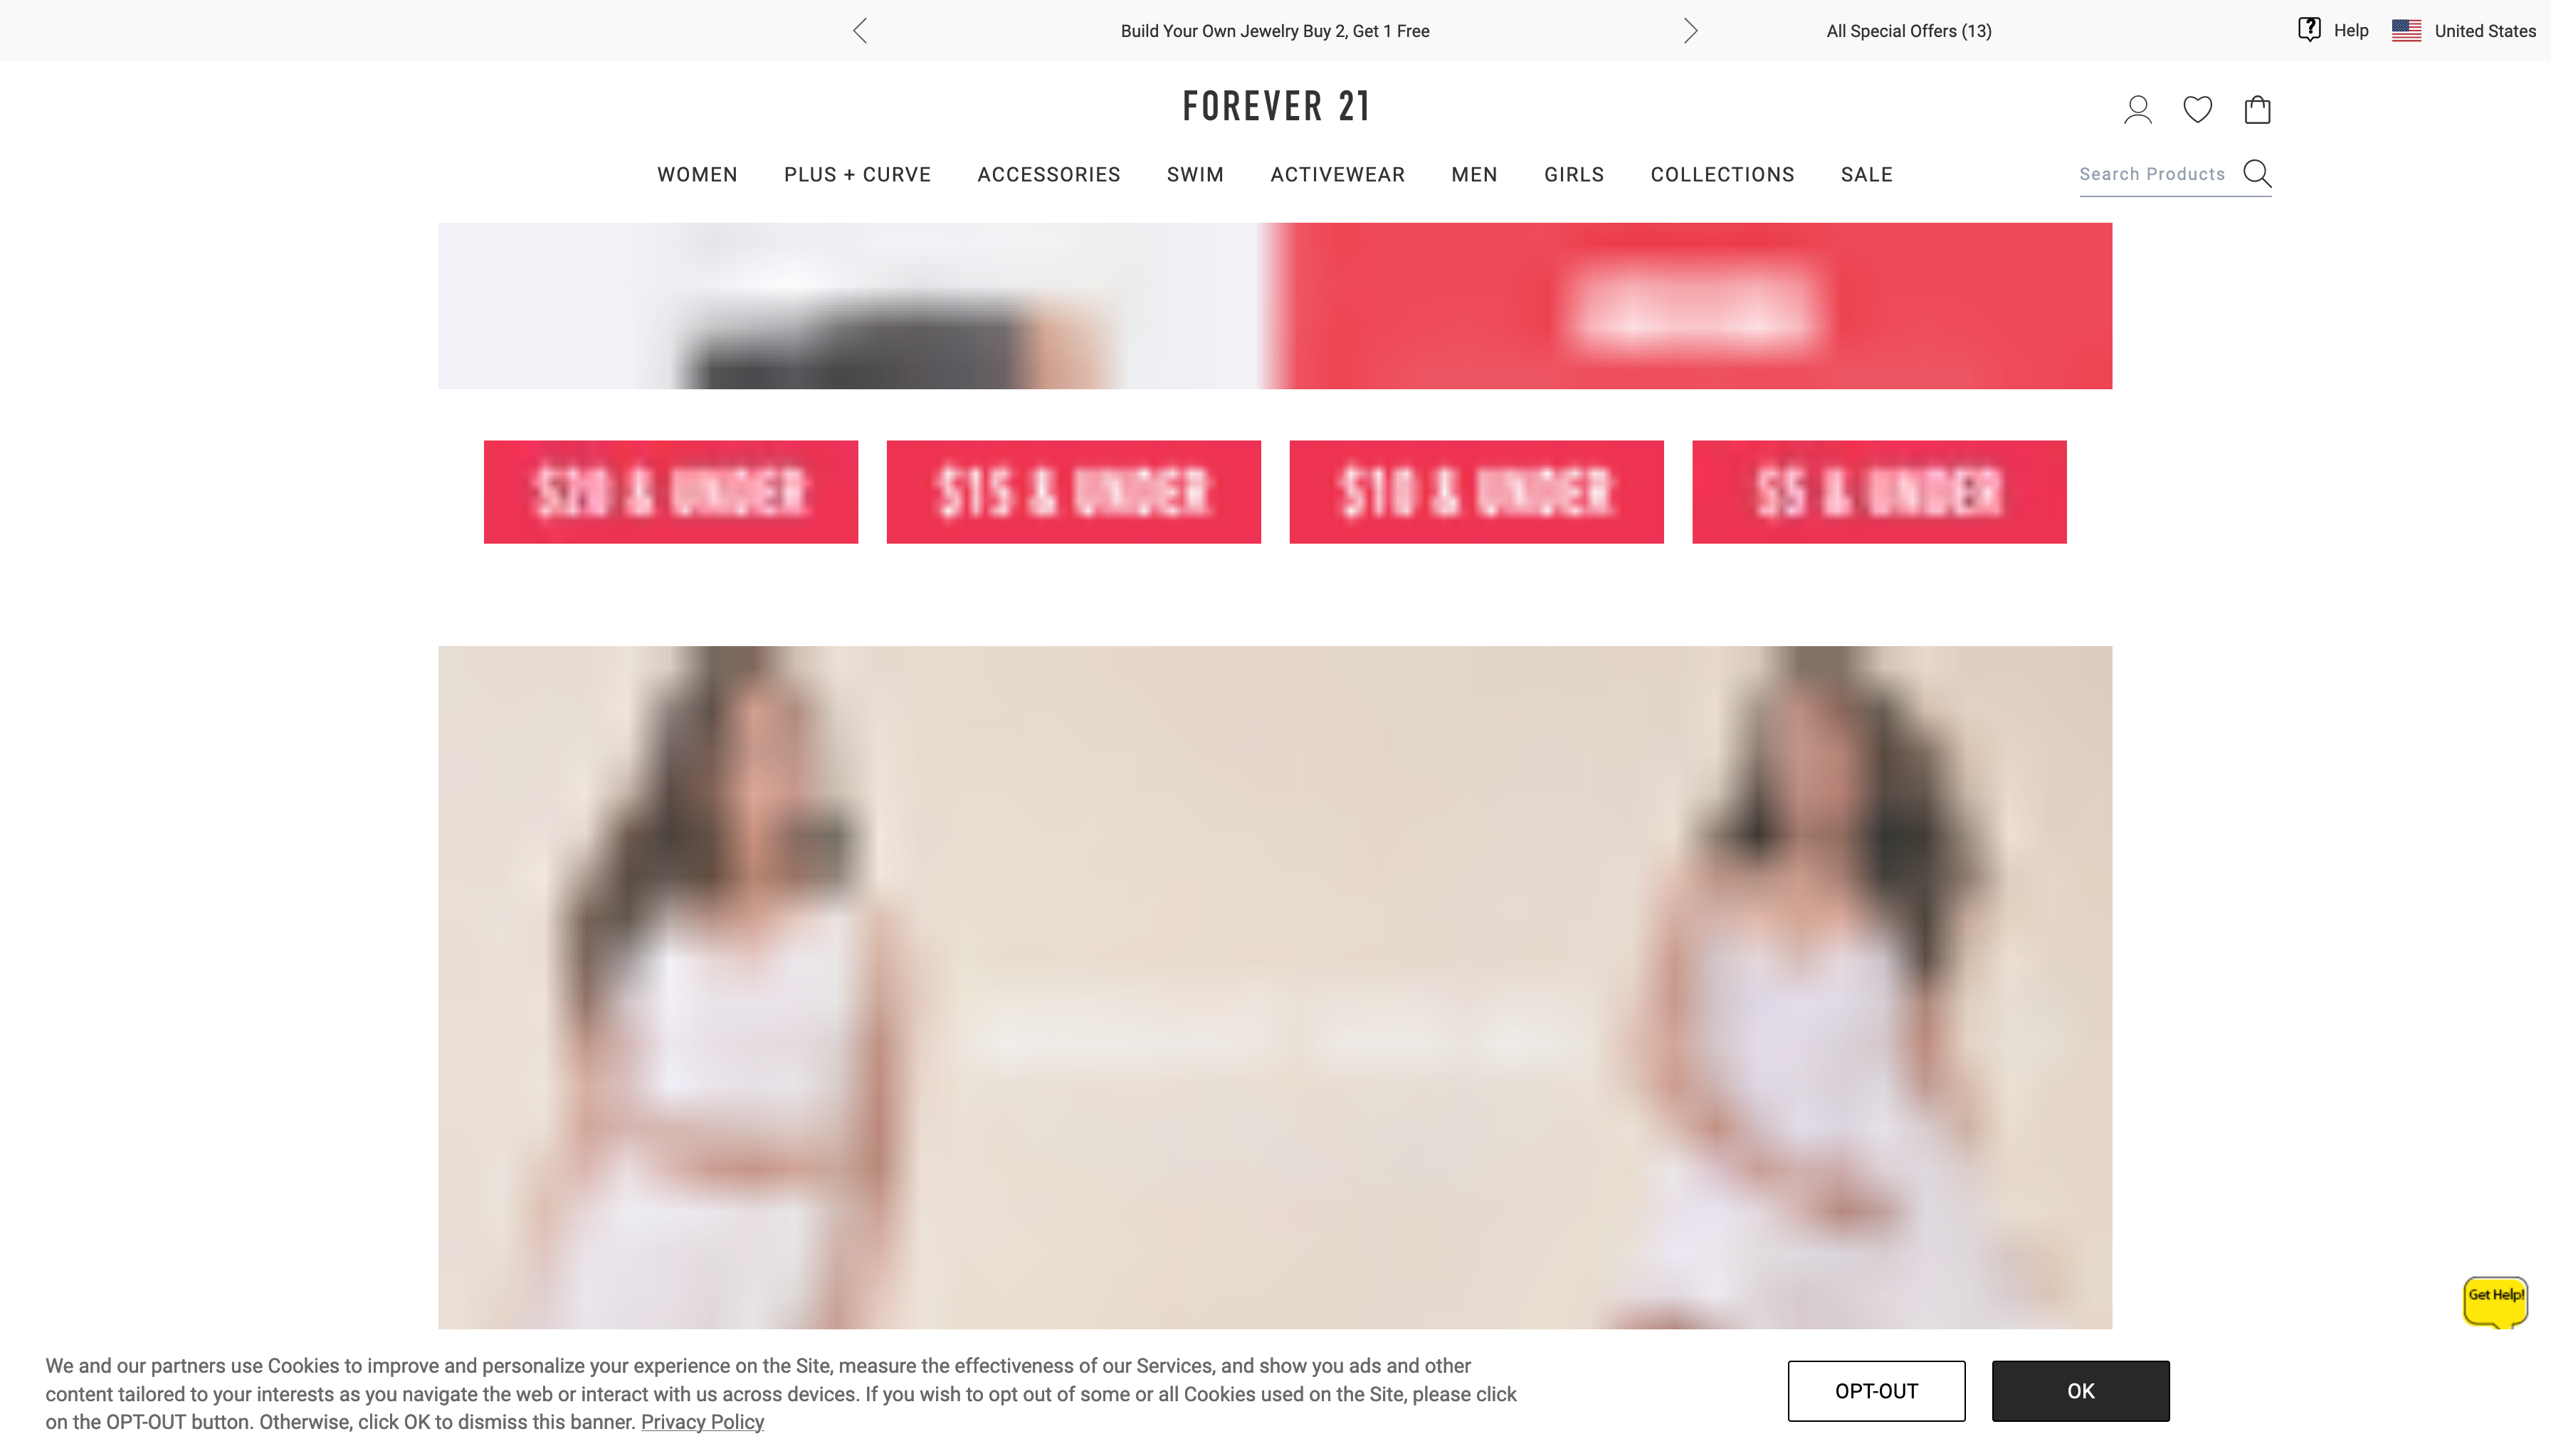 Build Your Own Jewelry Buy 2, Get 1 Free
All Special Offers (13)
Help
United States
FOREVER 21
WOMEN
PLUS + CURVE
ACCESSORIES
SWIM
ACTIVEWEAR
MEN
GIRLS
COLLECTIONS
SALE
Search Products
$20 & UNDER
$15 & UNDER
$10 & UNDER
$5 & UNDER
Get Help!
We and our partners use Cookies to improve and personalize your experience on the Site, measure the effectiveness of our Services, and show you ads and other
content tailored to your interests as you navigate the web or interact with us across devices. If you wish to opt out of some or all Cookies used on the Site, please click
on the OPT-OUT button. Otherwise, click OK to dismiss this banner. Privacy Policy
OPT-OUT
OK